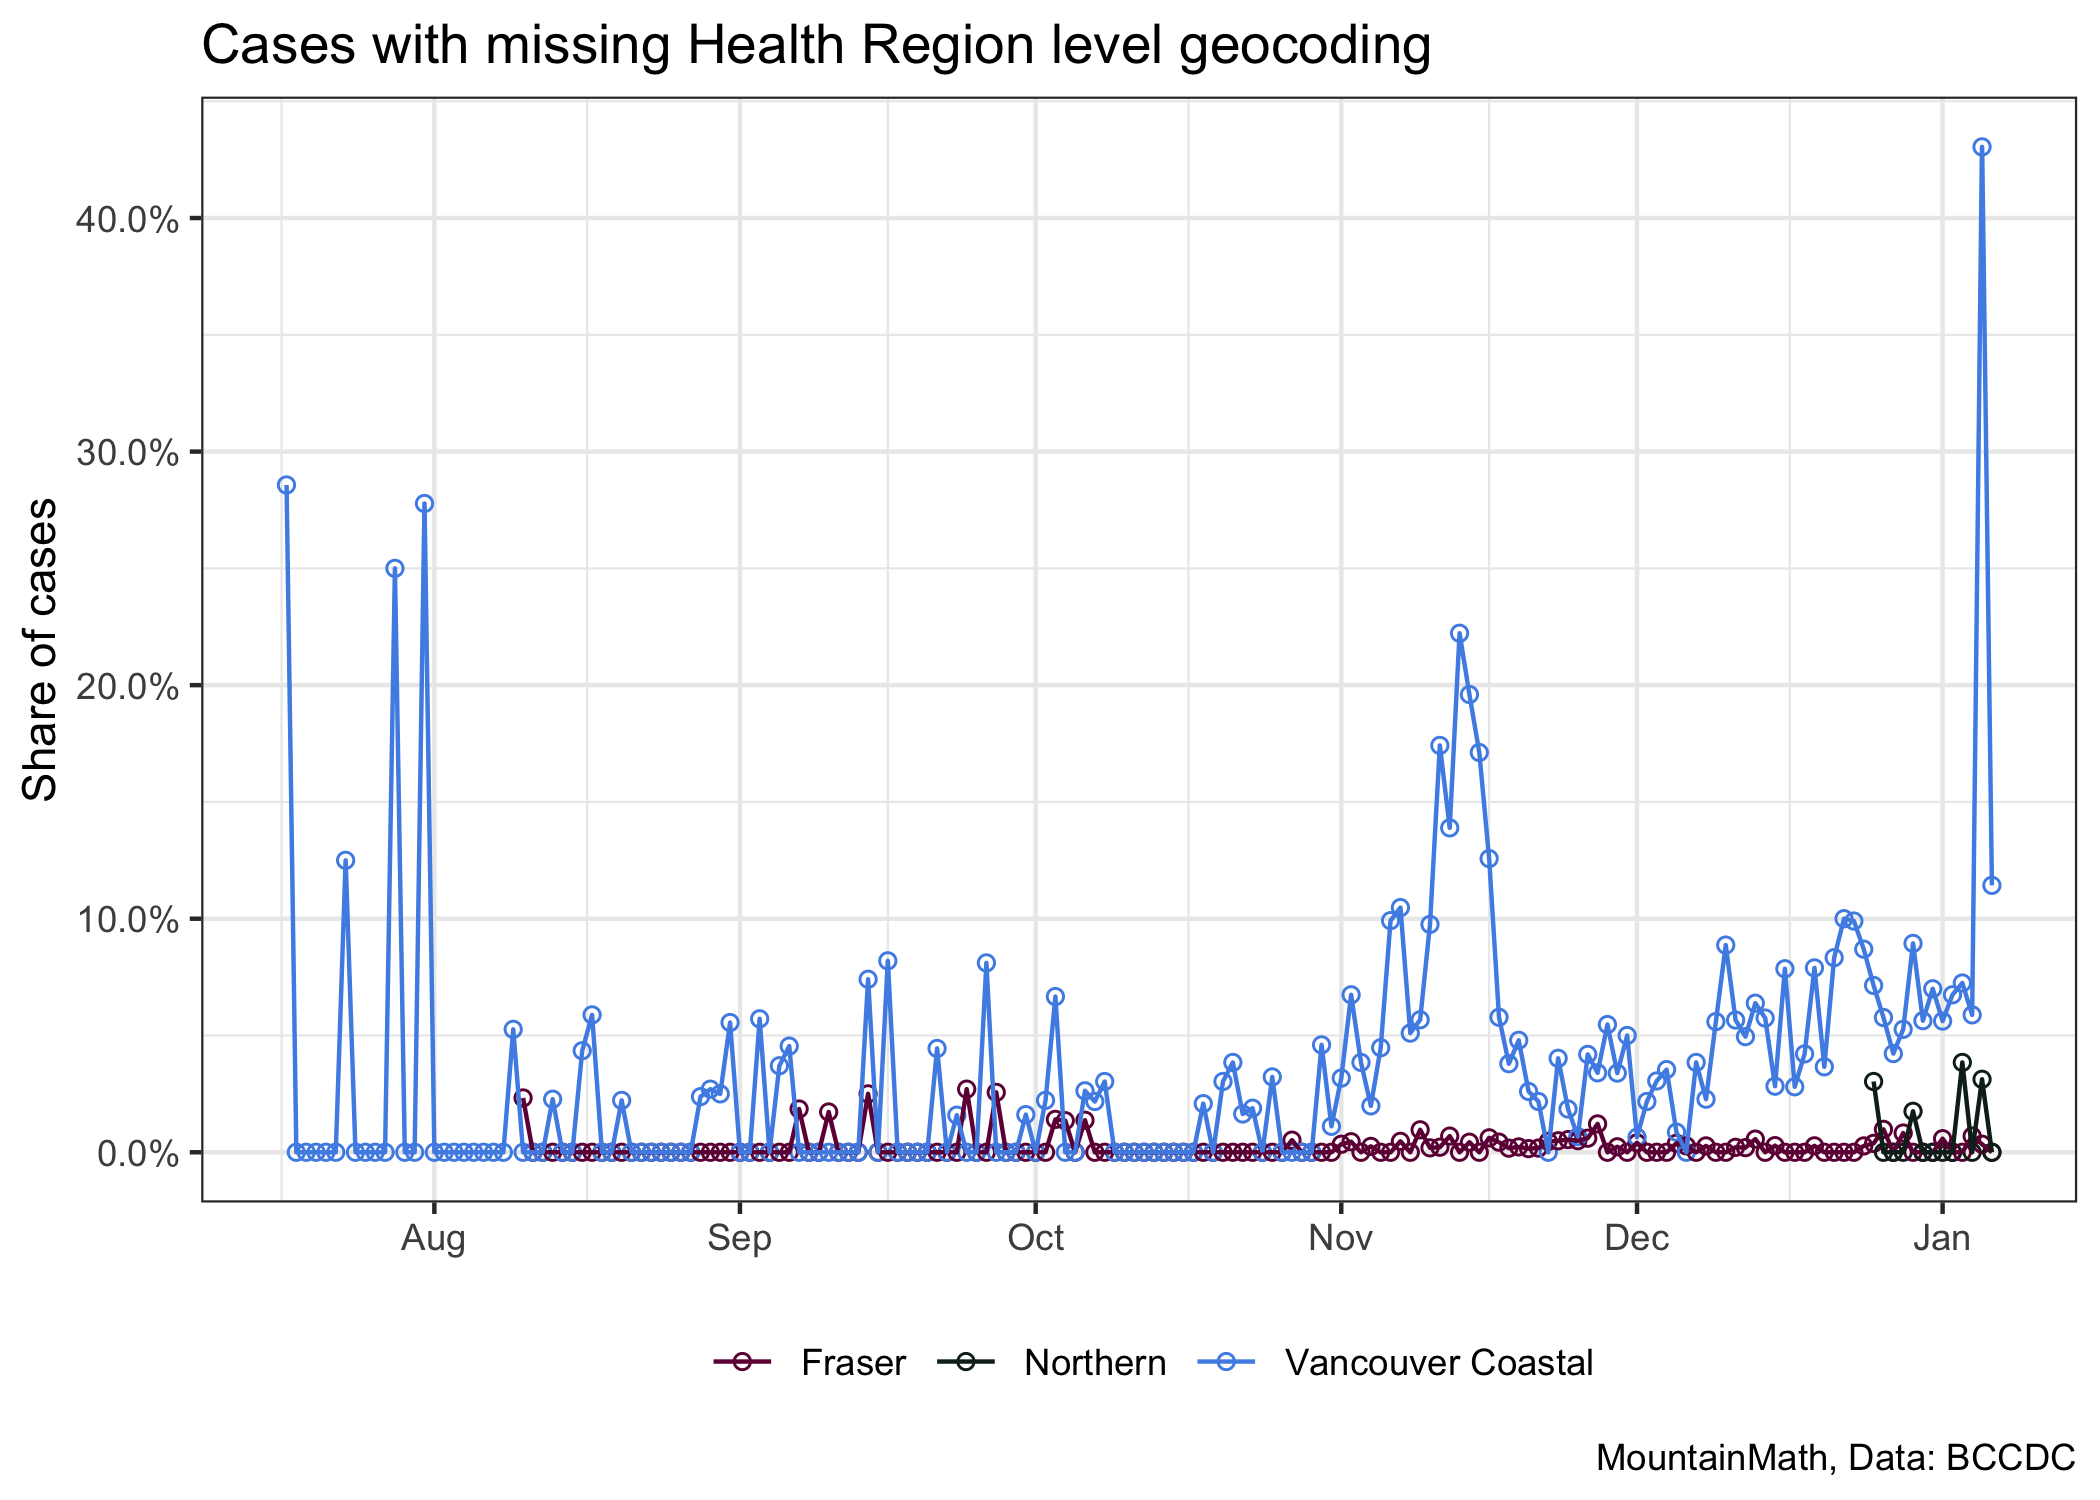 Cases with missing Health Region level geocoding
Share of cases
40.0%
30.0%
20.0%
10.0%
0.0%
Aug Sep Oct Nov Dec Jan
Fraser Northern Vancouver Coastal
MountainMath, Data: BCCDC